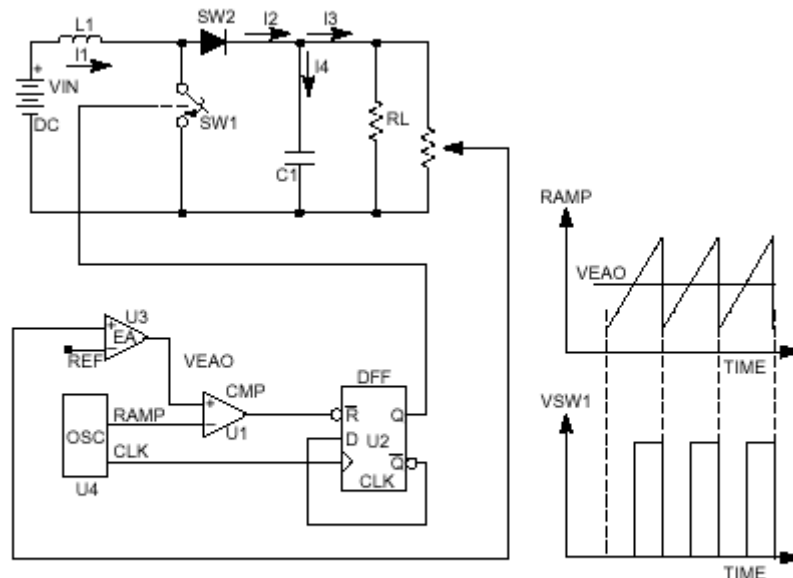 SW2
L1
I2
I3
I1
I4
+
VIN
SW1
RL
DC
C1
RAMP
VEAO
TIME
U3
+
EA
−
REF
VEAO
DFF
CMP
VSW1
RAMP
+
−
R
Q
OSC
U1
D
U2
CLK
Q
U4
CLK
TIME